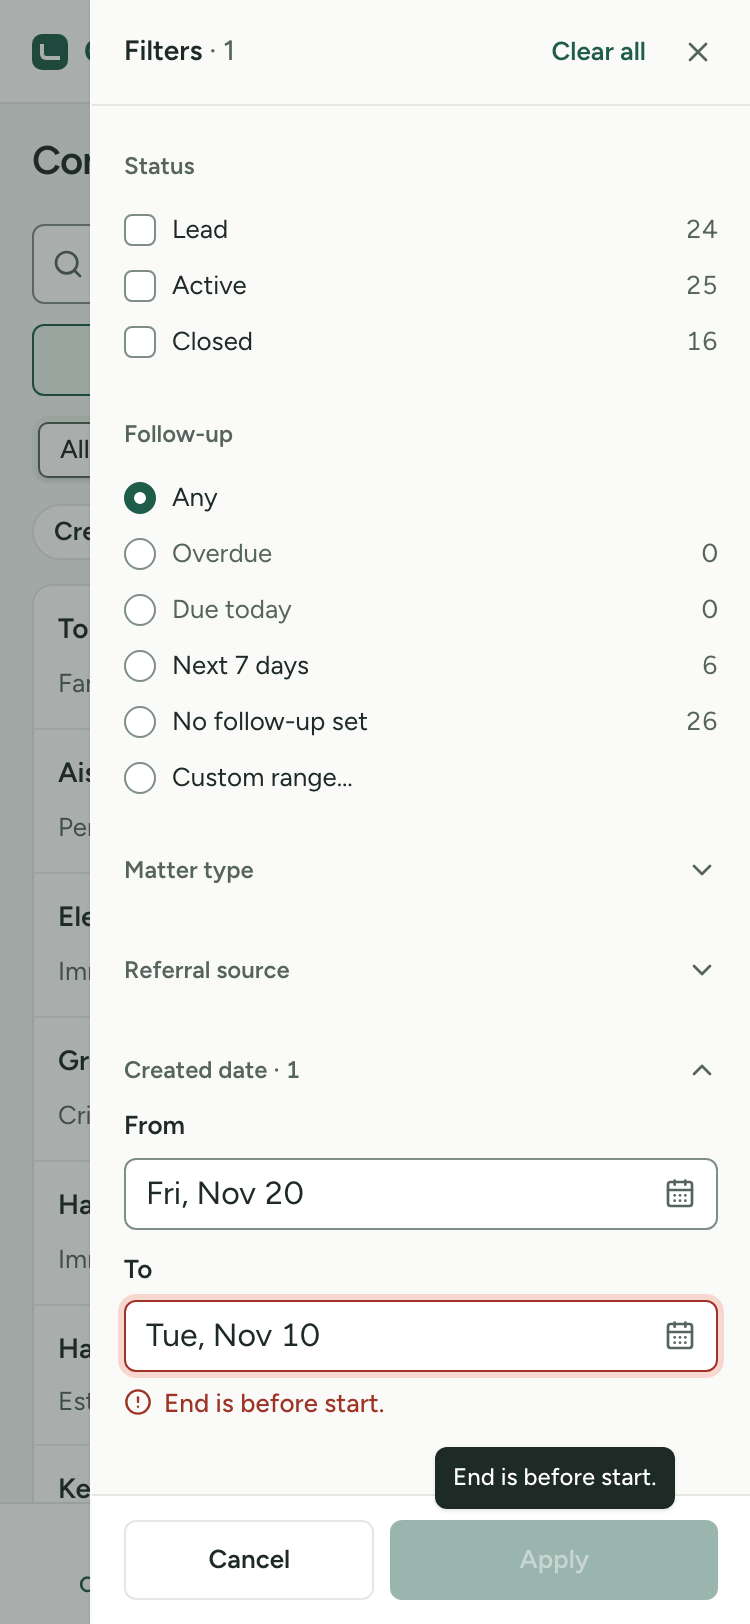 Filters · 1
Clear all
Status
Lead 24
Active 25
Closed 16
Follow-up
Any
Overdue 0
Due today 0
Next 7 days 6
No follow-up set 26
Custom range...
Matter type
Referral source
Created date · 1
From
Fri, Nov 20
To
Tue, Nov 10
End is before start.
End is before start.
Cancel
Apply
All